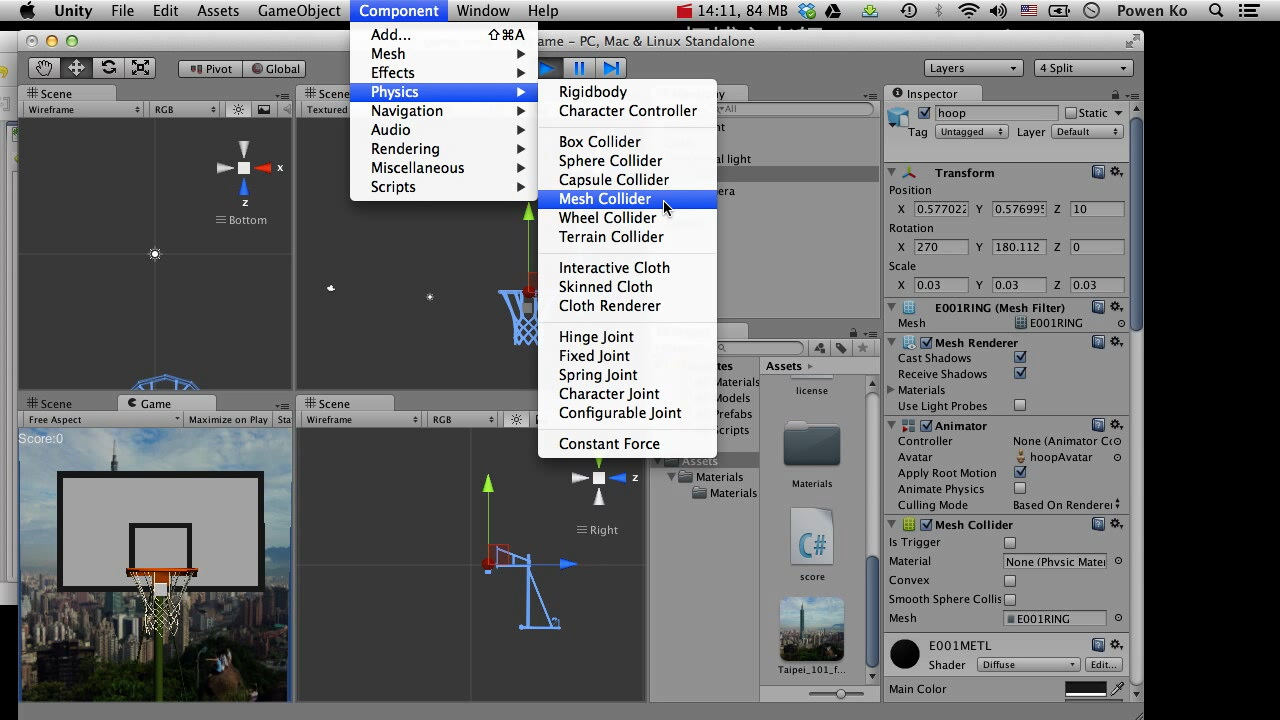 Unity File Edit Assets GameObject Component Window Help 14:11, 84 MB Powen Ko
ame – PC, Mac & Linux Standalone
Pivot Global Layers 4 Split
Scene
Wireframe RGB
x
z
Bottom
Scene
Textured
Add... ⇧⌘A
Mesh
Effects
Physics
Navigation
Audio
Rendering
Miscellaneous
Scripts
Rigidbody
Character Controller
Box Collider
Sphere Collider
Capsule Collider
Mesh Collider
Wheel Collider
Terrain Collider
Interactive Cloth
Skinned Cloth
Cloth Renderer
Hinge Joint
Fixed Joint
Spring Joint
Character Joint
Configurable Joint
Constant Force
All
nt
al light
era
Scene Game
Free Aspect Maximize on Play Sta
Score:0
Scene
Wireframe RGB
z
Right
tes
Materials
Models
Prefabs
cripts
Assets
Materials
Materials
Assets
license
Materials
C#
score
Taipei_101_f...
Inspector
hoop Static
Tag Untagged Layer Default
Transform
Position
X 0.577022 Y 0.576995 Z 10
Rotation
X 270 Y 180.112 Z 0
Scale
X 0.03 Y 0.03 Z 0.03
E001RING (Mesh Filter)
Mesh E001RING
Mesh Renderer
Cast Shadows
Receive Shadows
Materials
Use Light Probes
Animator
Controller None (Animator Co
Avatar hoopAvatar
Apply Root Motion
Animate Physics
Culling Mode Based On Renderer
Mesh Collider
Is Trigger
Material None (Physic Mater
Convex
Smooth Sphere Collis
Mesh E001RING
E001METL
Shader Diffuse Edit...
Main Color